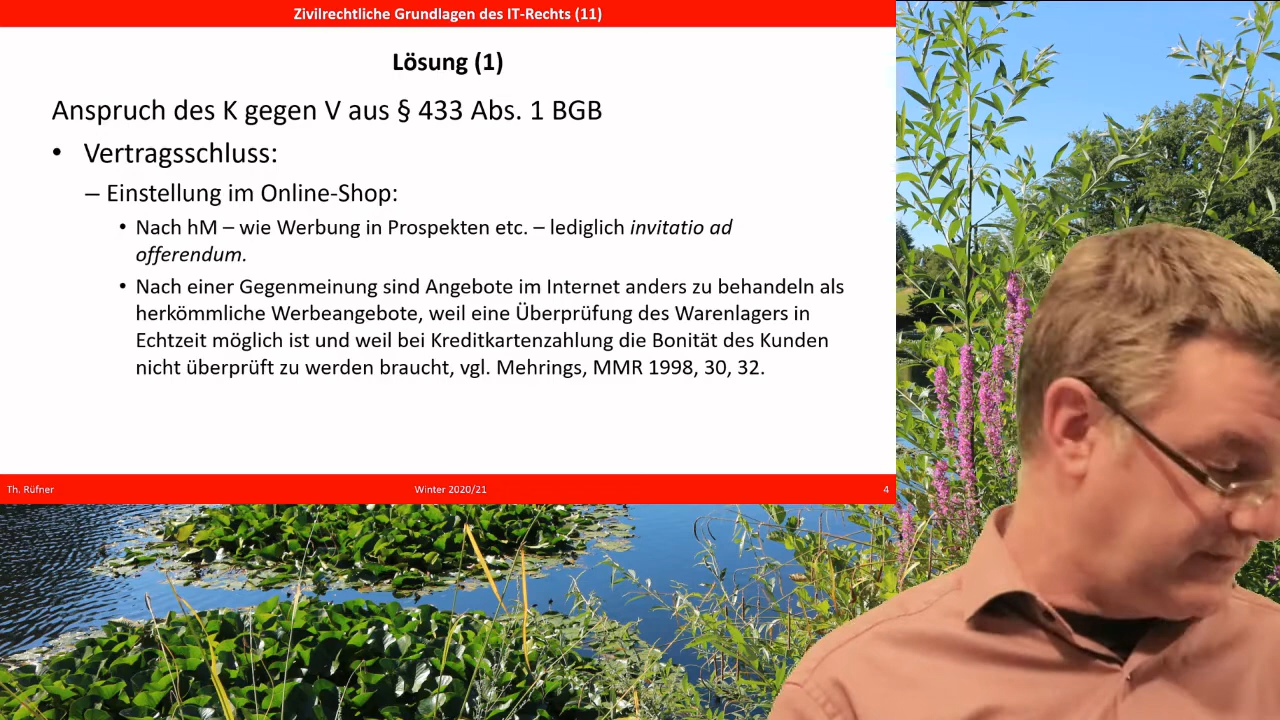 Zivilrechtliche Grundlagen des IT-Rechts (11)
Lösung (1)
Anspruch des K gegen V aus § 433 Abs. 1 BGB
• Vertragsschluss:
– Einstellung im Online-Shop:
• Nach hM – wie Werbung in Prospekten etc. – lediglich invitatio ad
offerendum.
• Nach einer Gegenmeinung sind Angebote im Internet anders zu behandeln als
herkömmliche Werbeangebote, weil eine Überprüfung des Warenlagers in
Echtzeit möglich ist und weil bei Kreditkartenzahlung die Bonität des Kunden
nicht überprüft zu werden braucht, vgl. Mehrings, MMR 1998, 30, 32.
Th. Rüfner
Winter 2020/21
4